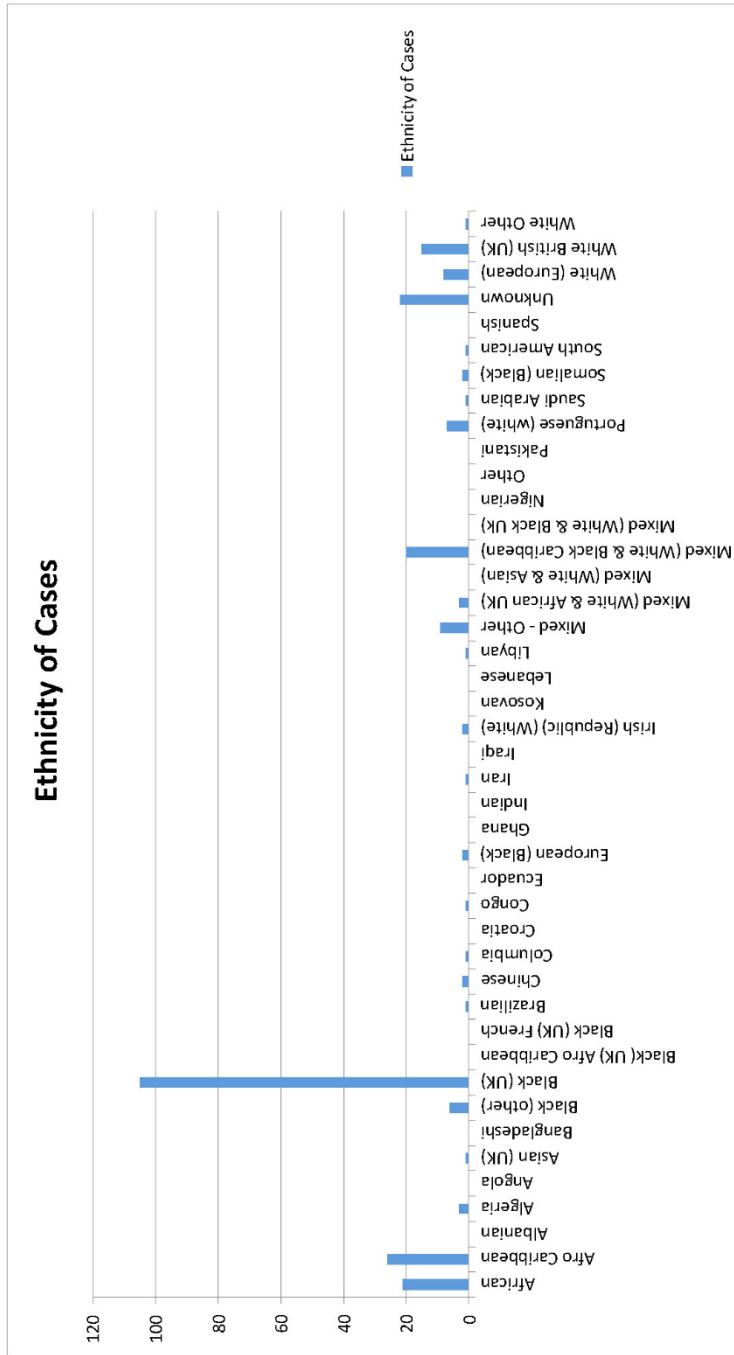 Ethnicity of Cases
120
100
80
60
40
20
0
African
Afro Caribbean
Albanian
Algeria
Angola
Asian (UK)
Bangladeshi
Black (other)
Black (UK)
Black( UK) Afro Caribbean
Black (UK) French
Brazilian
Chinese
Columbia
Croatia
Congo
Ecuador
European (Black)
Ghana
Indian
Iran
Iraqi
Irish (Republic) (White)
Kosovan
Lebanese
Libyan
Mixed - Other
Mixed (White & African UK)
Mixed (White & Asian)
Mixed (White & Black Caribbean)
Mixed (White & Black Uk)
Nigerian
Other
Pakistani
Portuguese (white)
Saudi Arabian
Somalian (Black)
South American
Spanish
Unknown
White (European)
White British (UK)
White Other
Ethnicity of Cases